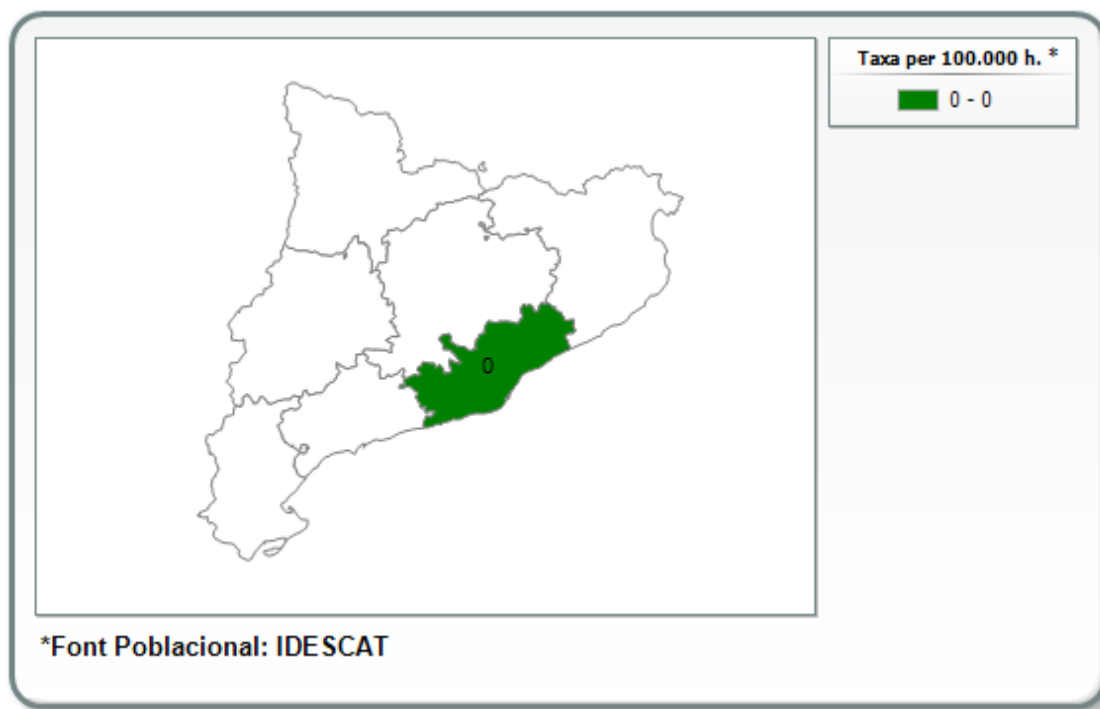 Taxa per 100.000 h. *
0 - 0
0
*Font Poblacional: IDESCAT